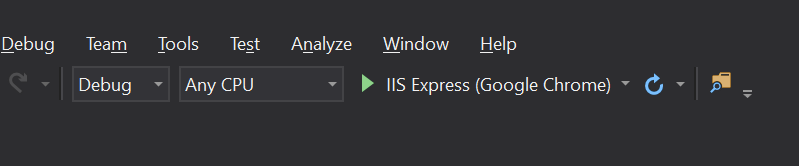 Debug Team Tools Test Analyze Window Help
Debug Any CPU IIS Express (Google Chrome)